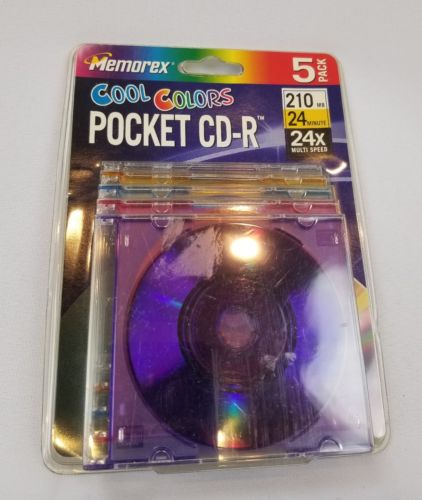 Memorex
5 PACK
COOL COLORS
POCKET CD-R™
210 MB
24 MINUTE
24X
MULTI SPEED